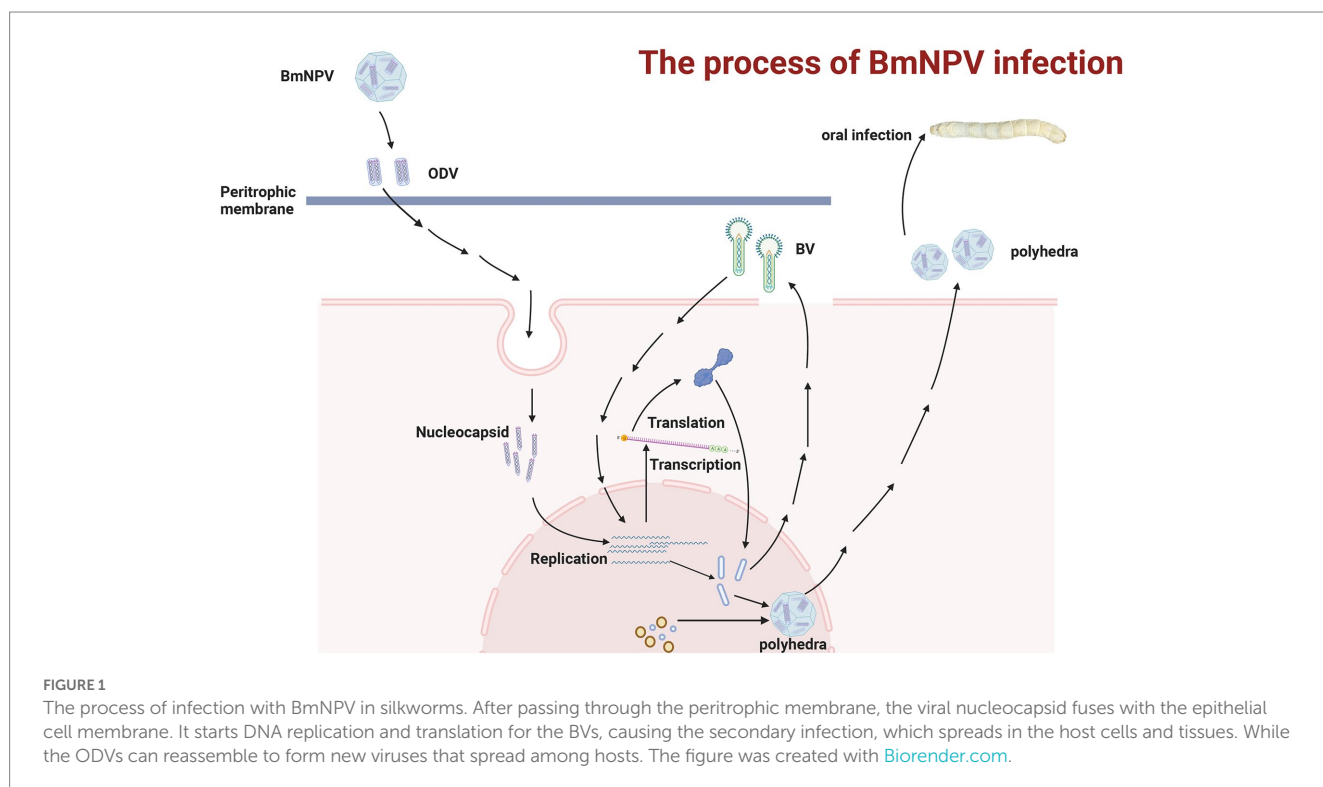 The process of BmNPV infection
BmNPV
oral infection
ODV
Peritrophic
membrane
BV
polyhedra
Nucleocapsid
Translation
Transcription
Replication
polyhedra
FIGURE 1
The process of infection with BmNPV in silkworms. After passing through the peritrophic membrane, the viral nucleocapsid fuses with the epithelial
cell membrane. It starts DNA replication and translation for the BVs, causing the secondary infection, which spreads in the host cells and tissues. While
the ODVs can reassemble to form new viruses that spread among hosts. The figure was created with Biorender.com.